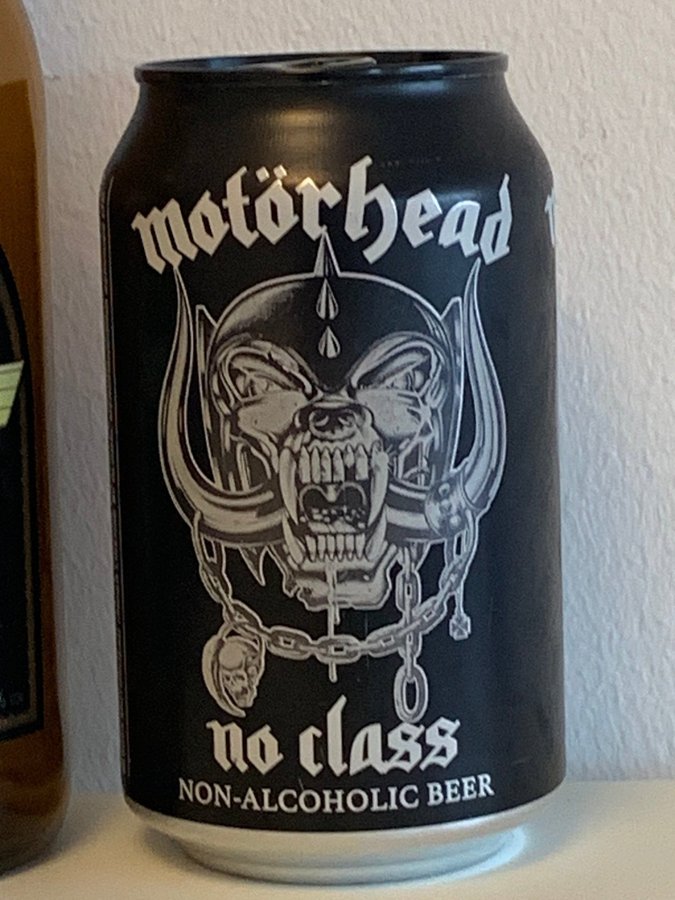 motörhead
no class
NON-ALCOHOLIC BEER